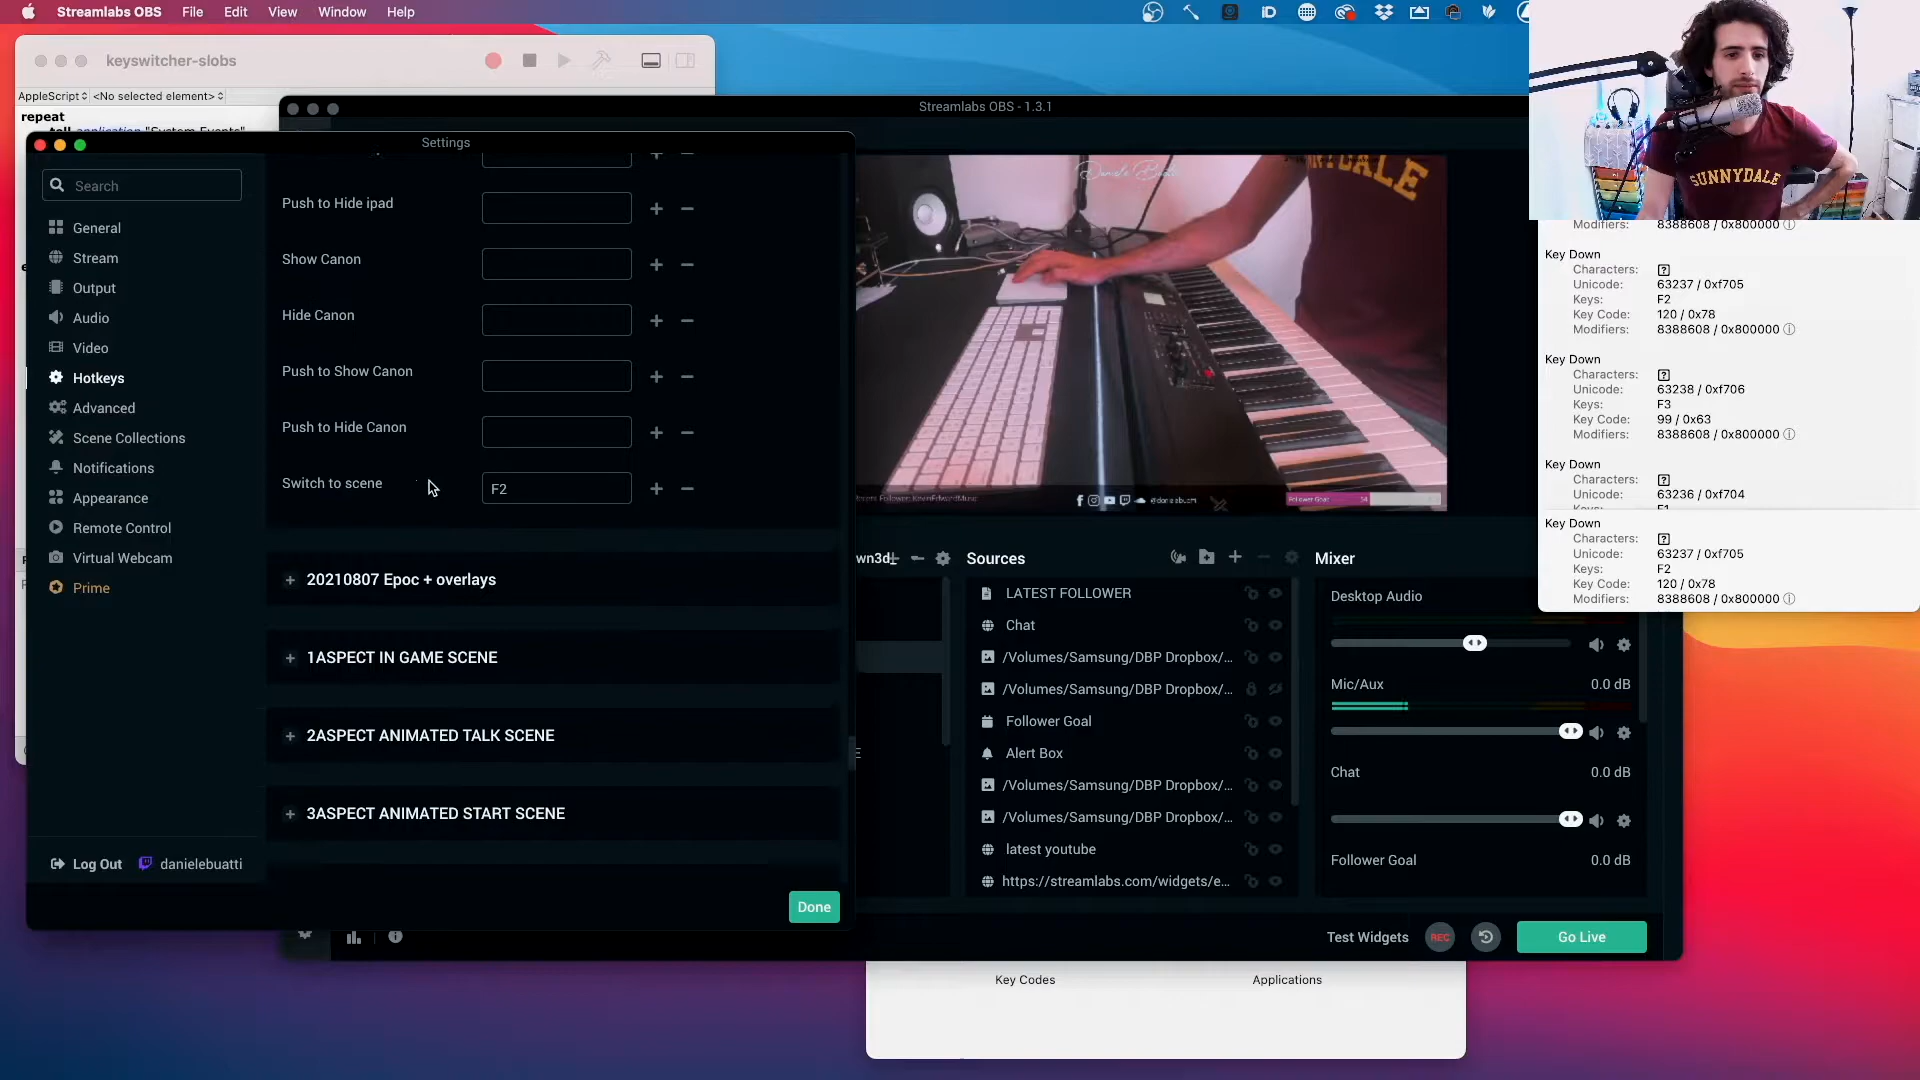 Streamlabs OBS File Edit View Window Help
keyswitcher-slobs
AppleScript <No selected element>
repeat
tell application "System Events"
Streamlabs OBS - 1.3.1
Settings
Search
General
Stream
Output
Audio
Video
Hotkeys
Advanced
Scene Collections
Notifications
Appearance
Remote Control
Virtual Webcam
Prime
Log Out danielebuatti
Push to Hide ipad
Show Canon
Hide Canon
Push to Show Canon
Push to Hide Canon
Switch to scene F2
20210807 Epoc + overlays
1ASPECT IN GAME SCENE
2ASPECT ANIMATED TALK SCENE
3ASPECT ANIMATED START SCENE
Done
SUNNYDALE
Follower Goal
Sources
LATEST FOLLOWER
Chat
/Volumes/Samsung/DBP Dropbox/...
/Volumes/Samsung/DBP Dropbox/...
Follower Goal
Alert Box
/Volumes/Samsung/DBP Dropbox/...
/Volumes/Samsung/DBP Dropbox/...
latest youtube
https://streamlabs.com/widgets/e...
Mixer
Desktop Audio
Mic/Aux 0.0 dB
Chat 0.0 dB
Follower Goal 0.0 dB
Test Widgets REC Go Live
Modifiers: 8388608 / 0x800000
Key Down
Characters: ?
Unicode: 63237 / 0xf705
Keys: F2
Key Code: 120 / 0x78
Modifiers: 8388608 / 0x800000
Key Down
Characters: ?
Unicode: 63238 / 0xf706
Keys: F3
Key Code: 99 / 0x63
Modifiers: 8388608 / 0x800000
Key Down
Characters: ?
Unicode: 63236 / 0xf704
Key Down
Characters: ?
Unicode: 63237 / 0xf705
Keys: F2
Key Code: 120 / 0x78
Modifiers: 8388608 / 0x800000
Key Codes Applications